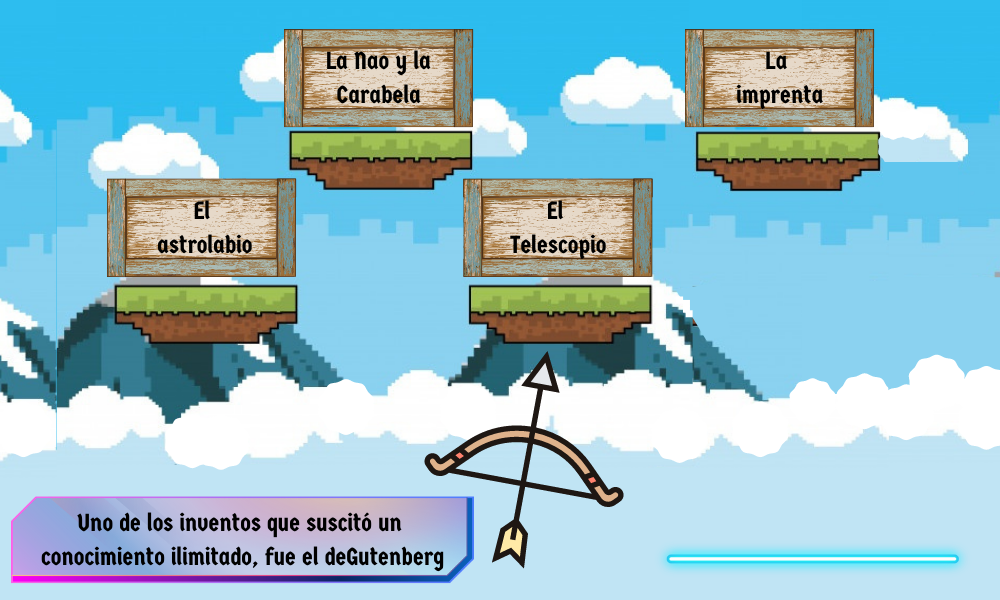 La Nao y la
Carabela
La
imprenta
El
astrolabio
El
Telescopio
Uno de los inventos que suscitó un
conocimiento ilimitado, fue el deGutenberg